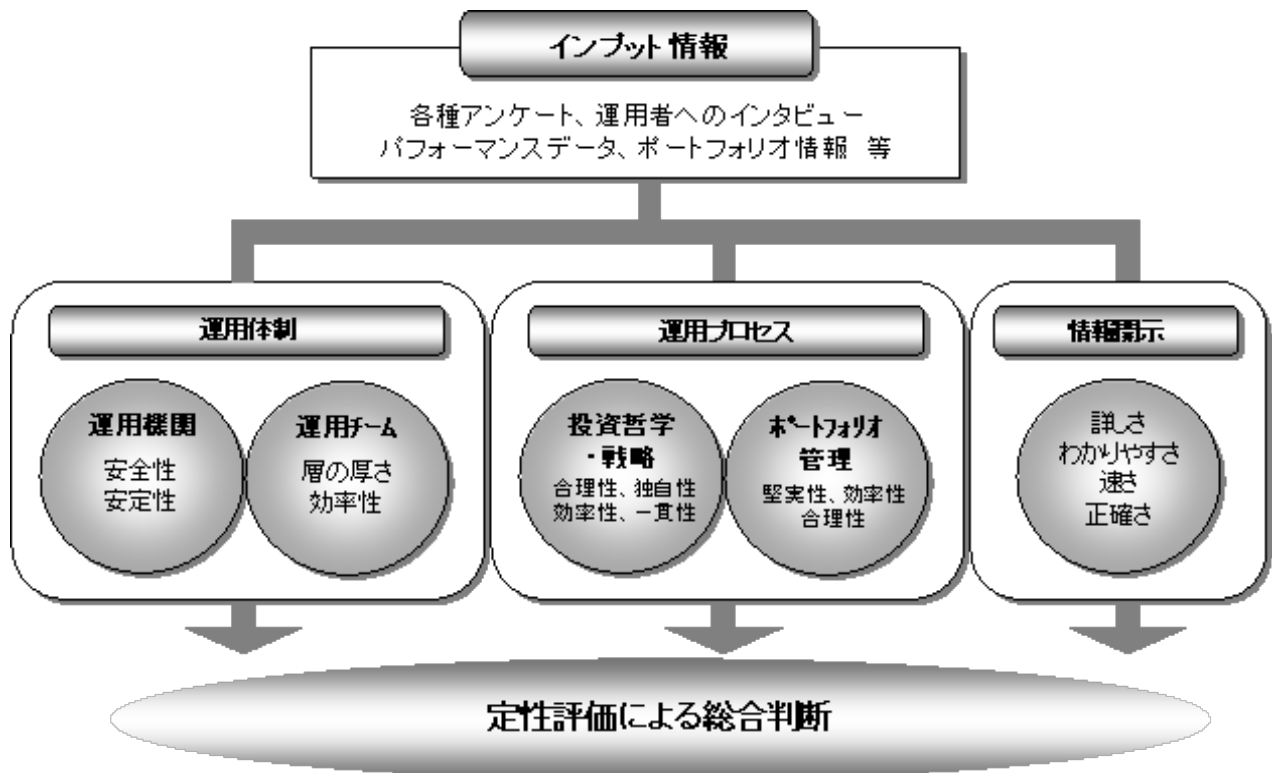 インプット 情報
各種アンケート、運用者へのインタビュー
パフォーマンスデータ、ポートフォリオ情報 等
運用体制
運用プロセス
情報開示
運用機関
安全性
安定性
運用チーム
層の厚さ
効率性
投資哲学
・戦略
合理性、独自性
効率性、一貫性
ポートフォリオ
管理
堅実性、効率性
合理性
詳しさ
わかりやすさ
速さ
正確さ
定性評価による総合判断